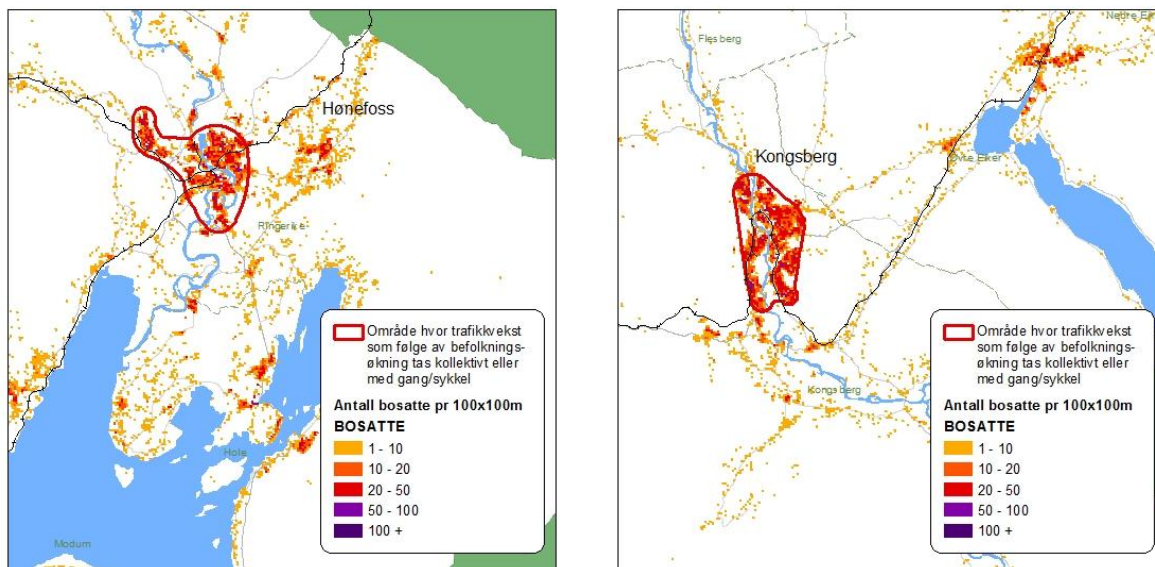 Hønefoss
Ringerike
Hole
Modum
Område hvor trafikkvekst
som følge av befolknings-
økning tas kollektivt eller
med gang/sykkel
Antall bosatte pr 100x100m
BOSATTE
1 - 10
10 - 20
20 - 50
50 - 100
100 +
Nedre
Flesberg
Kongsberg
Øvre Eiker
Kongsberg
Område hvor trafikkvekst
som følge av befolknings-
økning tas kollektivt eller
med gang/sykkel
Antall bosatte pr 100x100m
BOSATTE
1 - 10
10 - 20
20 - 50
50 - 100
100 +